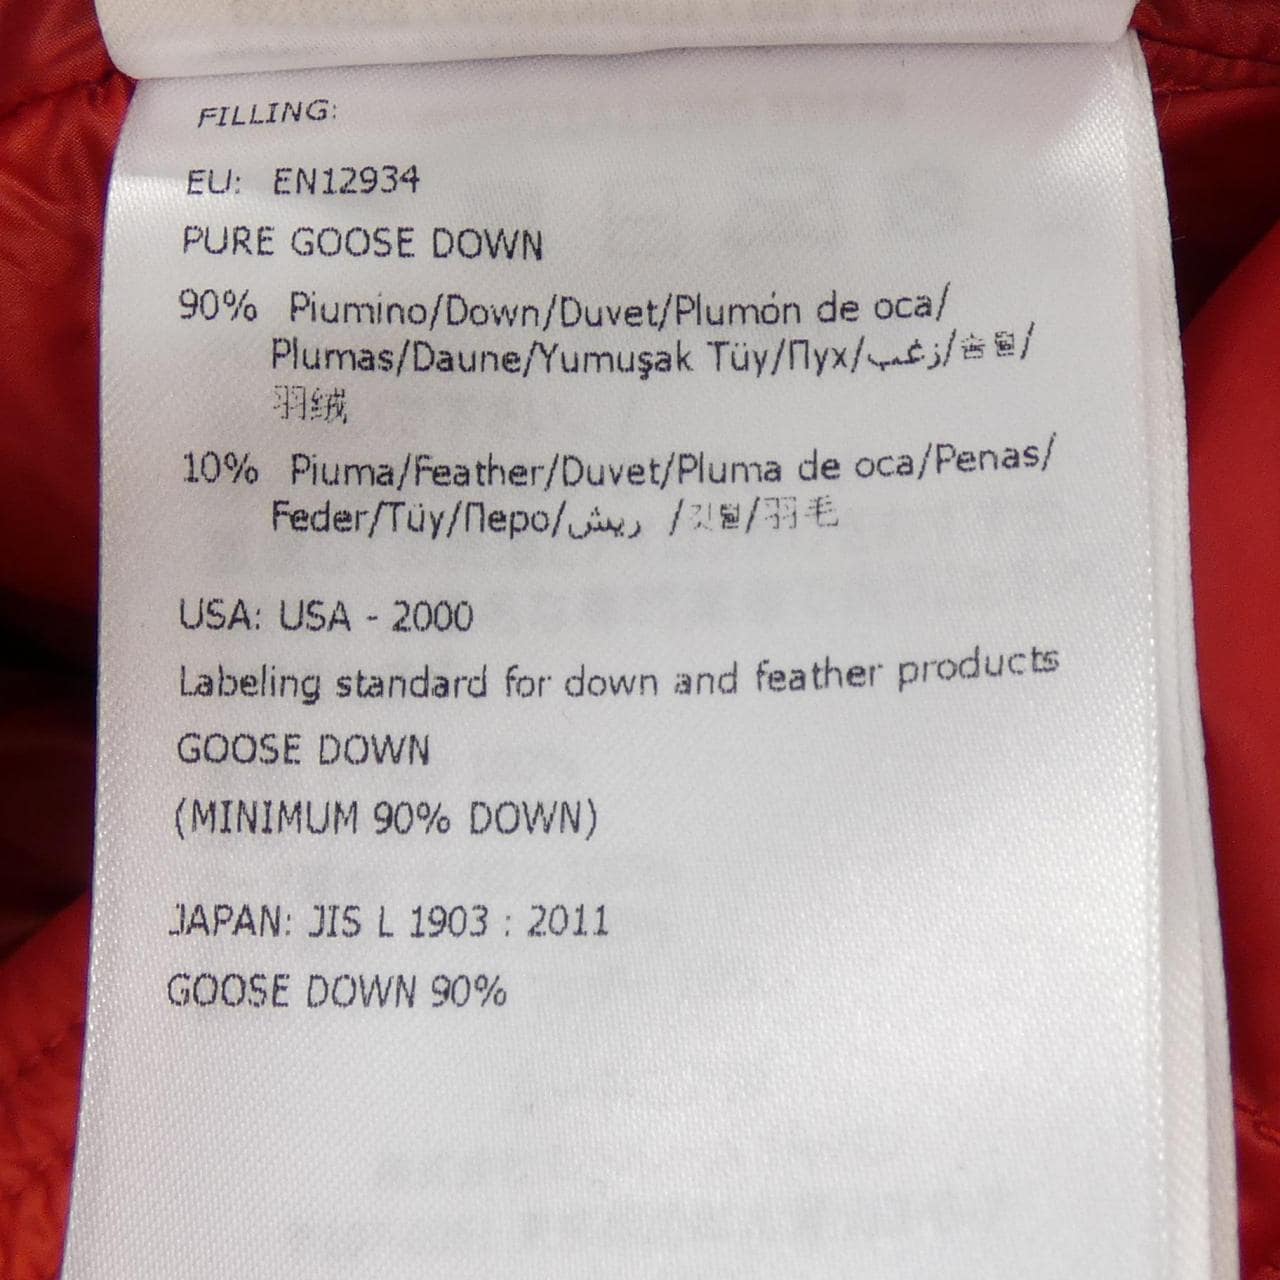 FILLING:
EU: EN12934
PURE GOOSE DOWN
90% Piumino/Down/Duvet/Plumón de oca/
Plumas/Daune/Yumuşak Tüy/Пух/زغب/솜털/
羽绒
10% Piuma/Feather/Duvet/Pluma de oca/Penas/
Feder/Tüy/Перо/ريش /깃털/羽毛
USA: USA - 2000
Labeling standard for down and feather products
GOOSE DOWN
(MINIMUM 90% DOWN)
JAPAN: JIS L 1903 : 2011
GOOSE DOWN 90%